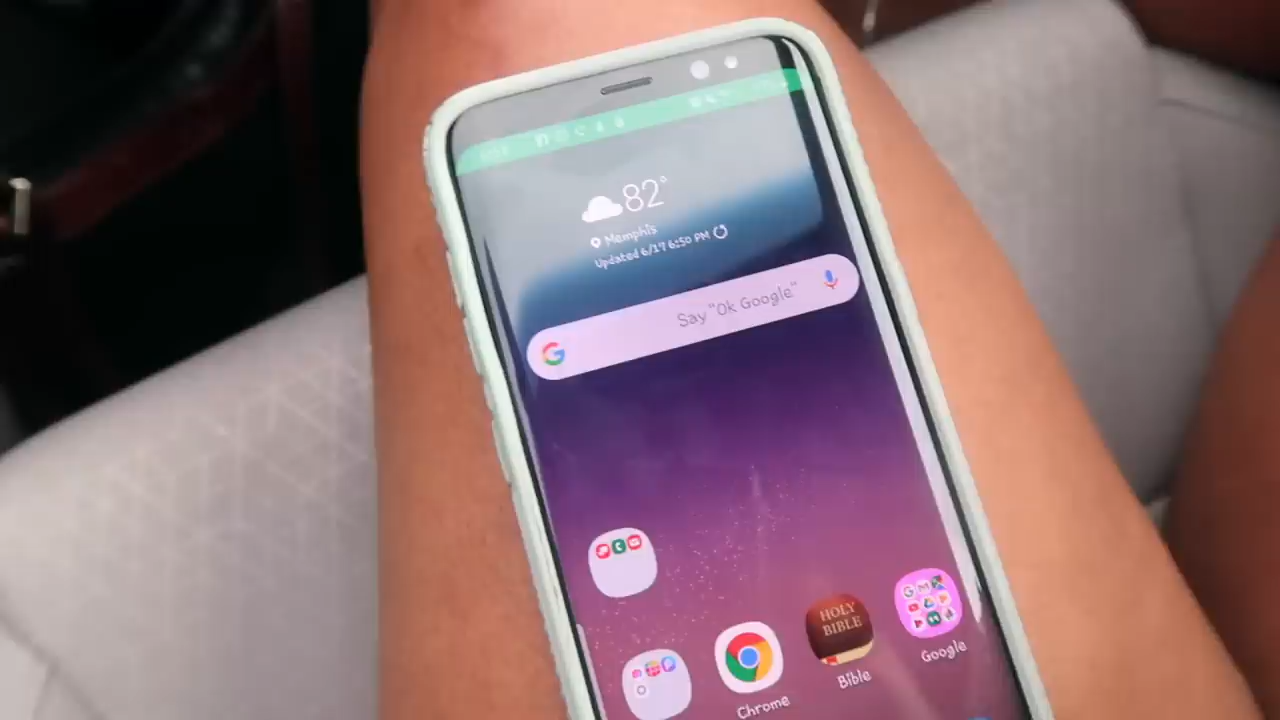 82°
Memphis
Updated 6/17 6:50 PM
Say "Ok Google"
HOLY
BIBLE
Google
Bible
Chrome